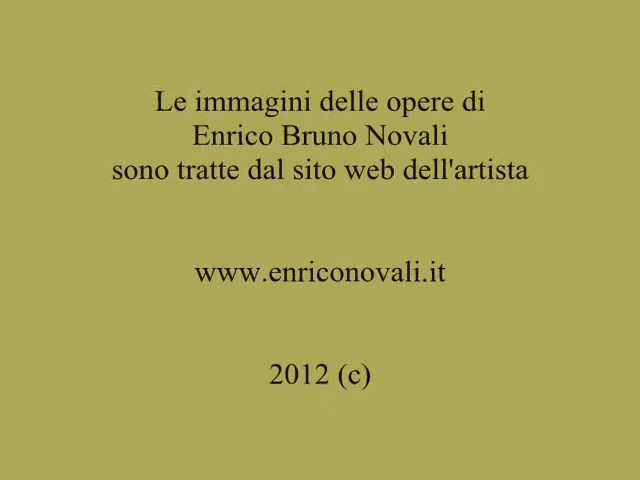 Le immagini delle opere di
Enrico Bruno Novali
sono tratte dal sito web dell'artista
www.enriconovali.it
2012 (c)